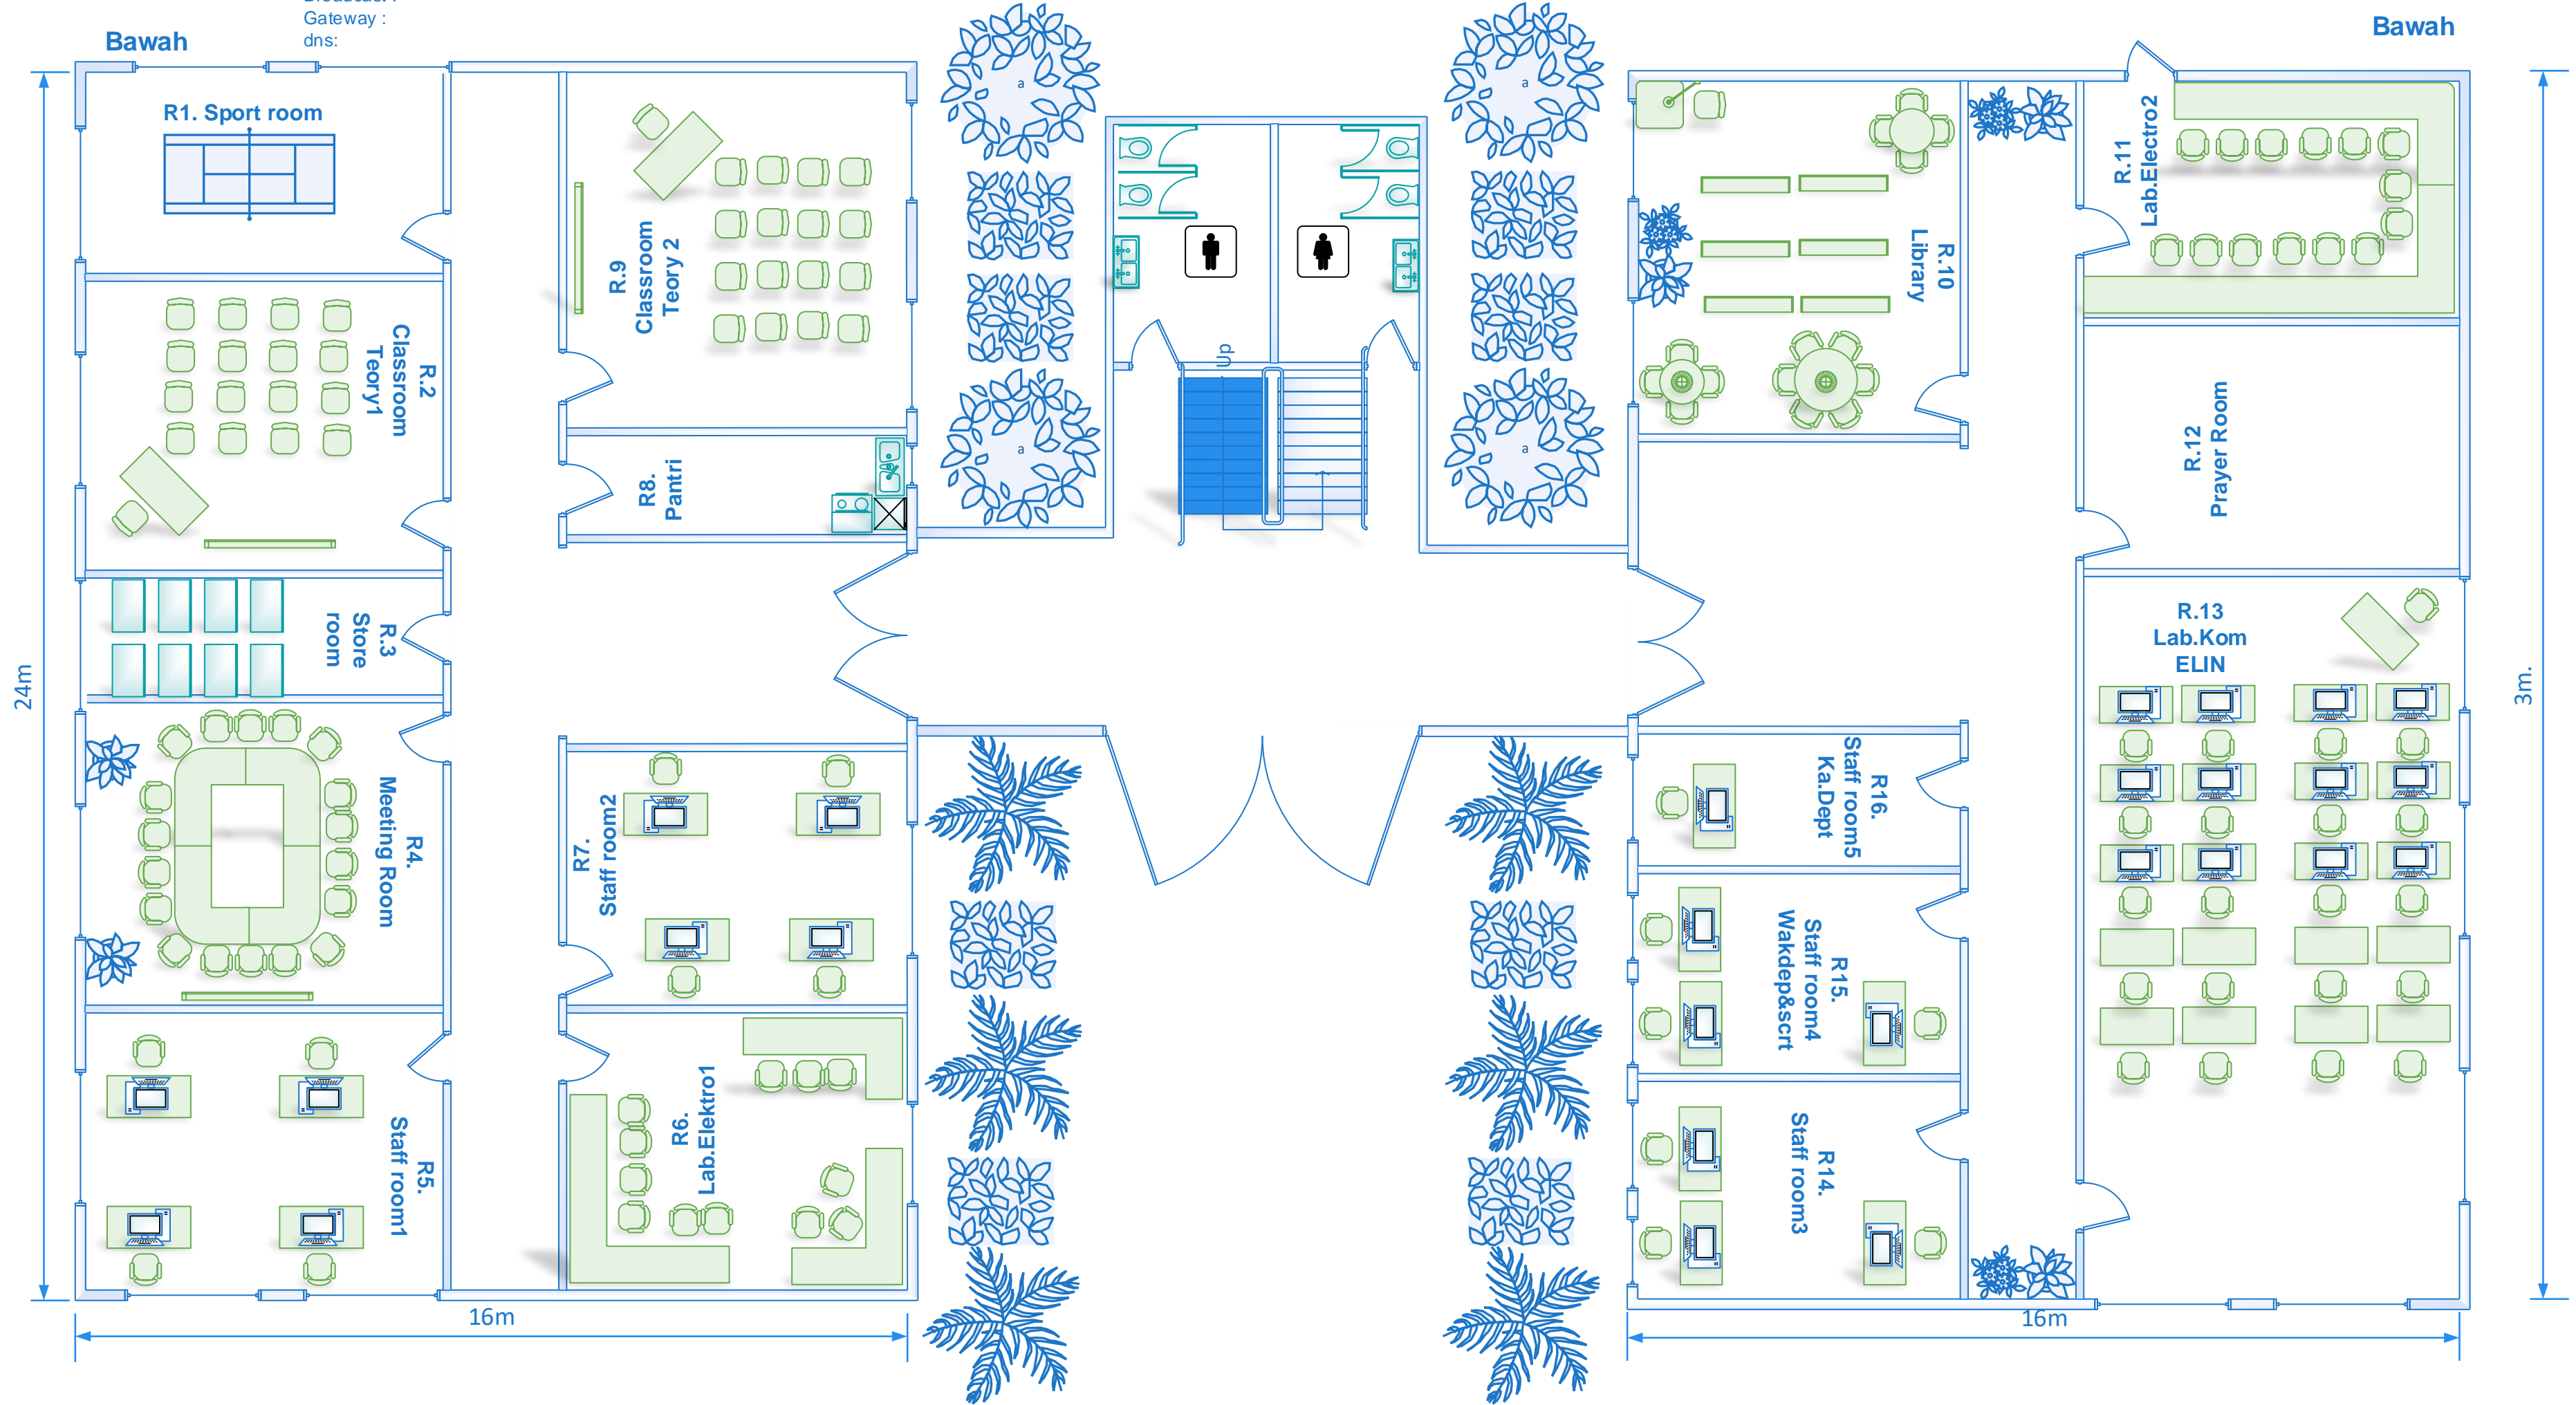 Broadcast :
Gateway :
dns:
Bawah
Bawah
R1. Sport room
R.2
Classroom
Teory1
R.3
Store
room
R4.
Meeting Room
R5.
Staff room1
R6.
Lab.Elektro1
R7.
Staff room2
R8.
Pantri
R.9
Classroom
Teory 2
a
a
a
a
Up
R.10
Library
R.11
Lab.Electro2
R.12
Prayer Room
R.13
Lab.Kom
ELIN
R14.
Staff room3
R15.
Staff room4
Wakdep&scrt
R16.
Staff room5
Ka.Dept
24m
16m
16m
3m.